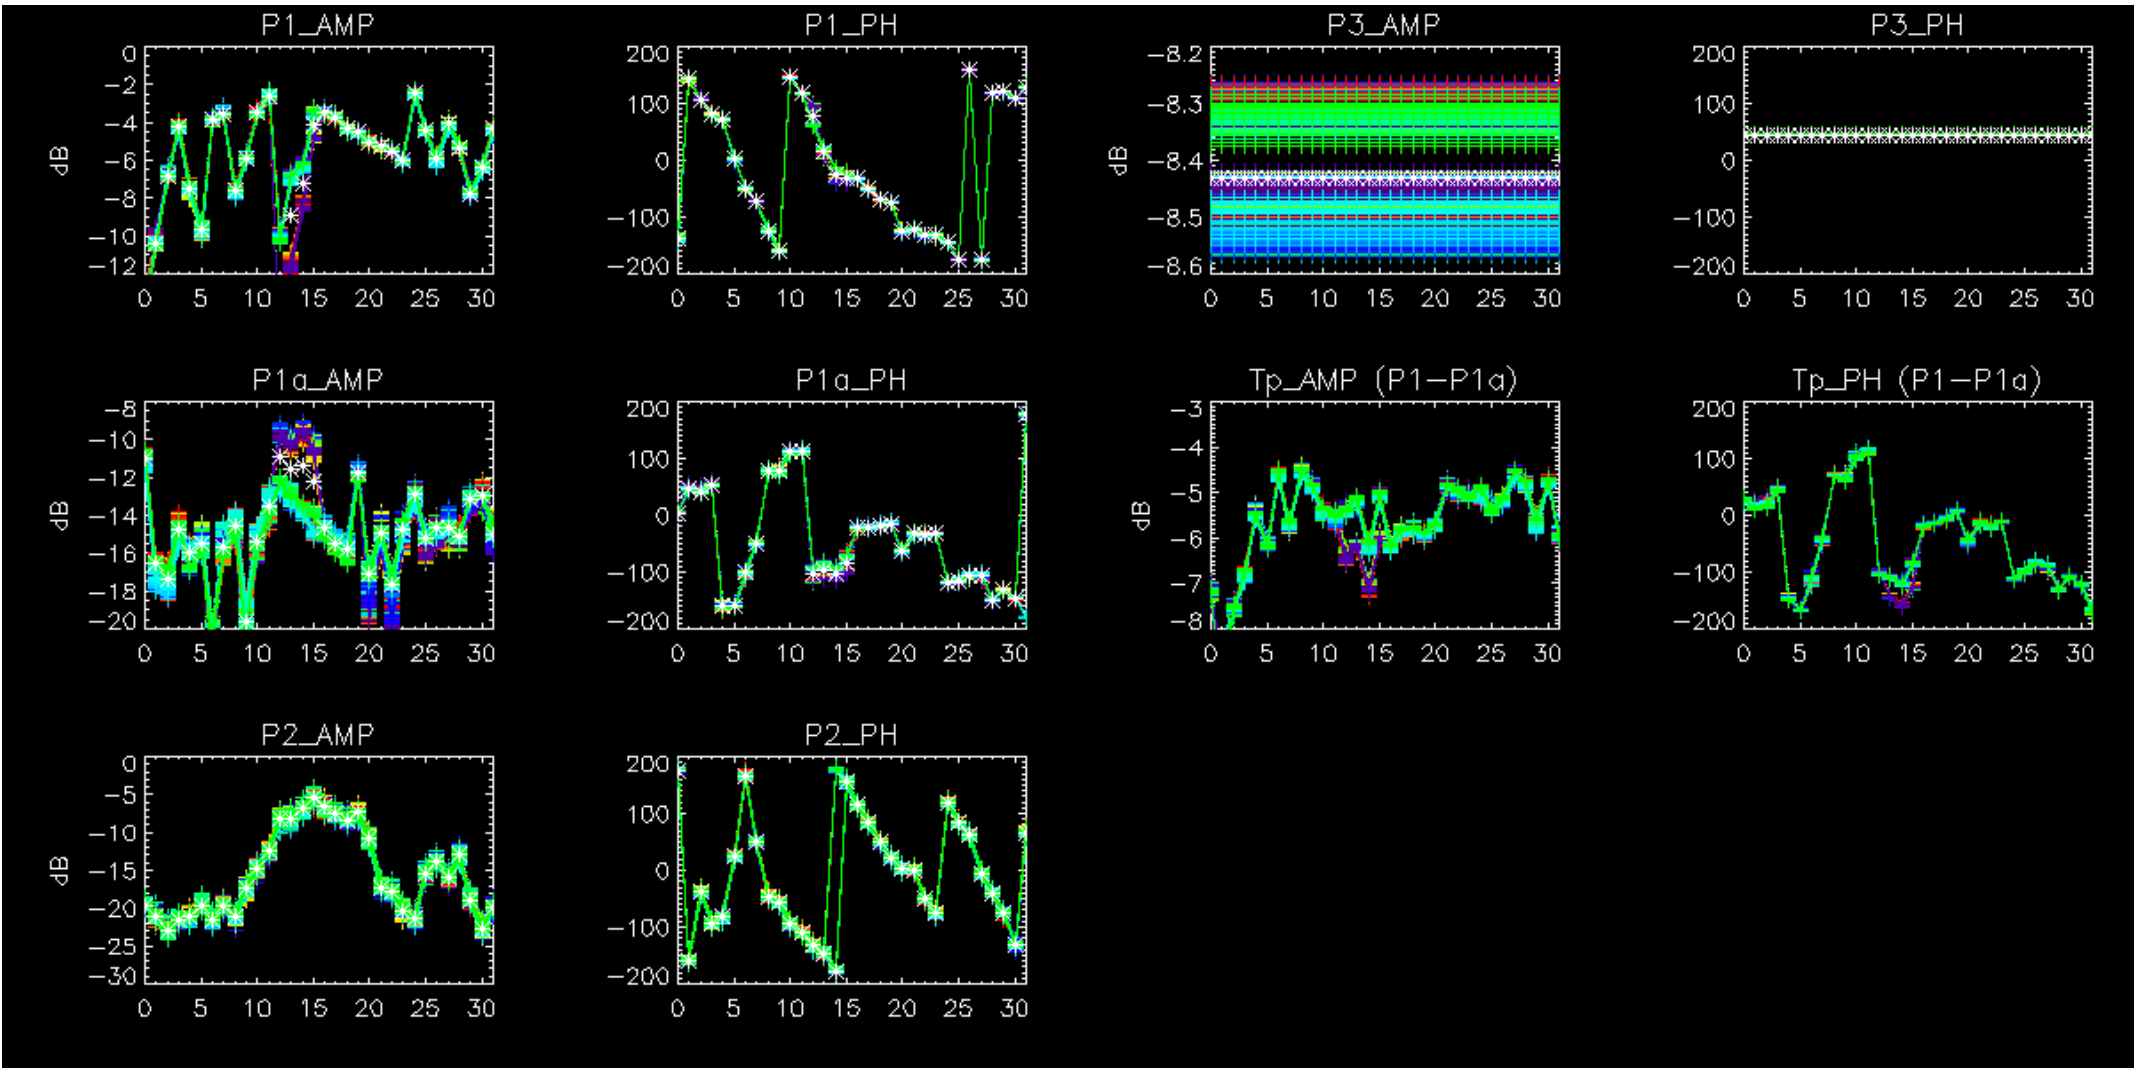 P1_AMP
P1_PH
P3_AMP
P3_PH
dB
0
−2
−4
−6
−8
−10
−12
0 5 10 15 20 25 30
200
100
0
−100
−200
0 5 10 15 20 25 30
dB
−8.2
−8.3
−8.4
−8.5
−8.6
0 5 10 15 20 25 30
200
100
0
−100
−200
0 5 10 15 20 25 30
P1a_AMP
P1a_PH
Tp_AMP (P1−P1a)
Tp_PH (P1−P1a)
dB
−8
−10
−12
−14
−16
−18
−20
0 5 10 15 20 25 30
200
100
0
−100
−200
0 5 10 15 20 25 30
dB
−3
−4
−5
−6
−7
−8
0 5 10 15 20 25 30
200
100
0
−100
−200
0 5 10 15 20 25 30
P2_AMP
P2_PH
dB
0
−5
−10
−15
−20
−25
−30
0 5 10 15 20 25 30
200
100
0
−100
−200
0 5 10 15 20 25 30